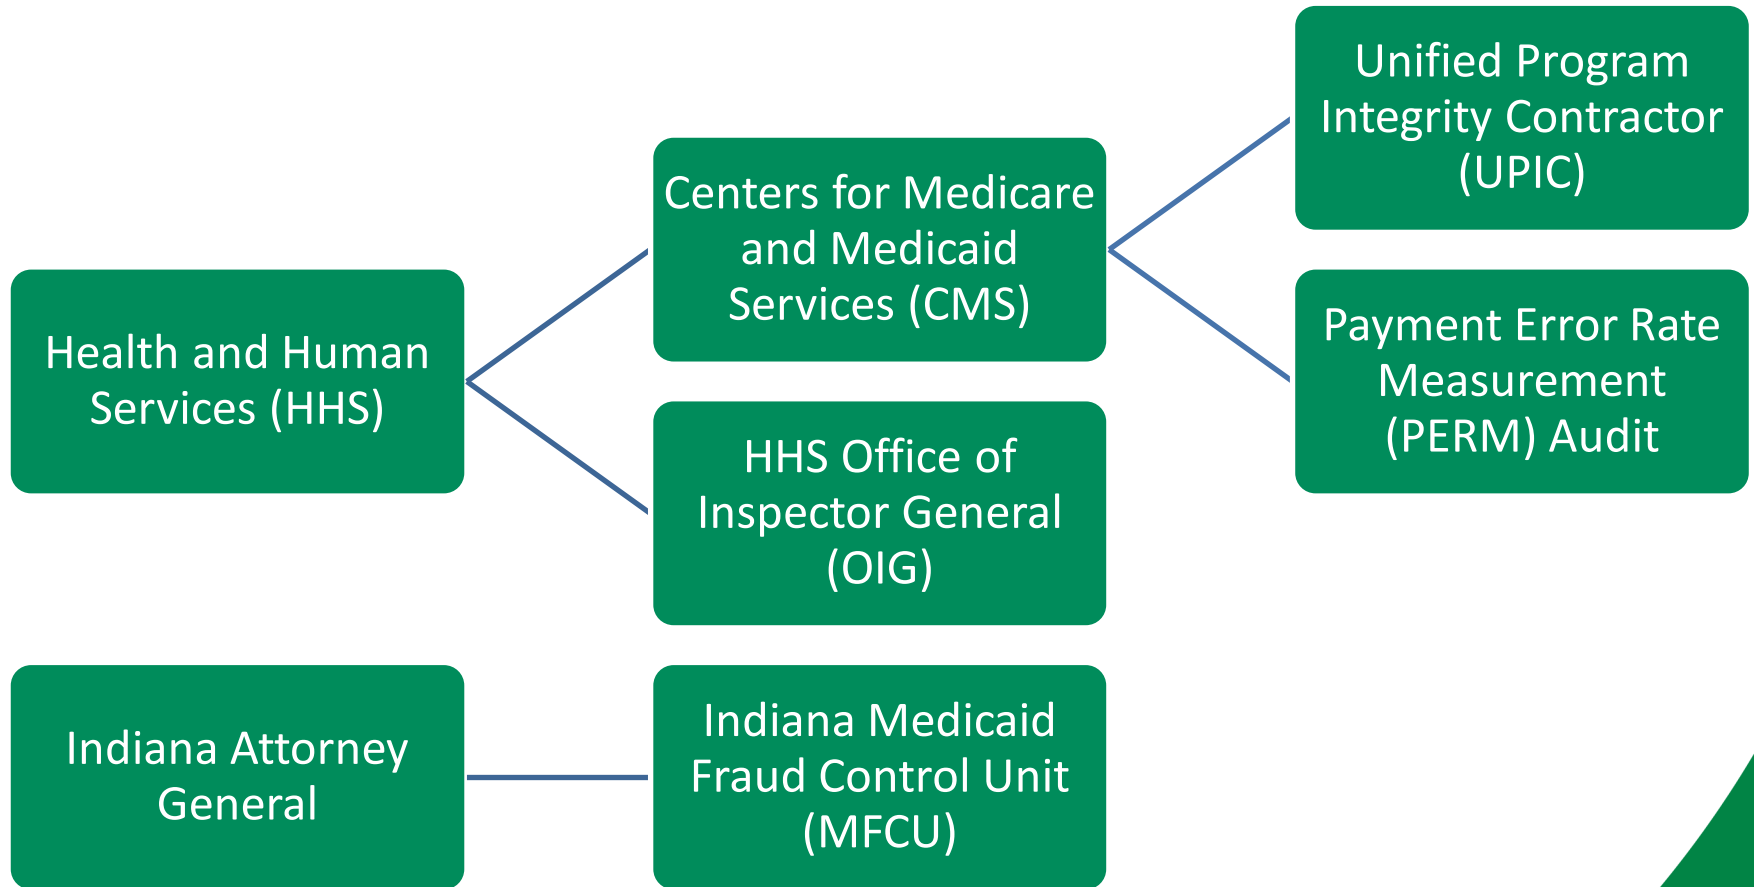 Health and Human
Services (HHS)
Centers for Medicare
and Medicaid
Services (CMS)
Unified Program
Integrity Contractor
(UPIC)
Payment Error Rate
Measurement
(PERM) Audit
HHS Office of
Inspector General
(OIG)
Indiana Attorney
General
Indiana Medicaid
Fraud Control Unit
(MFCU)